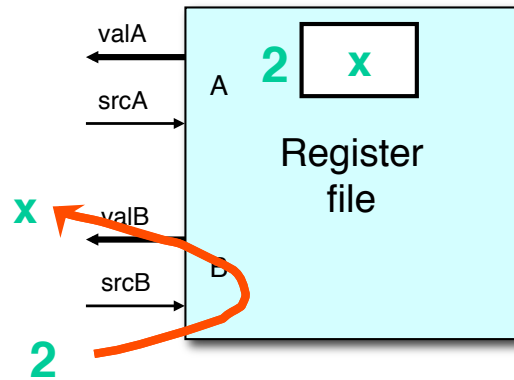 valA
2 x
A
srcA
Register
file
x
valB
B
srcB
2